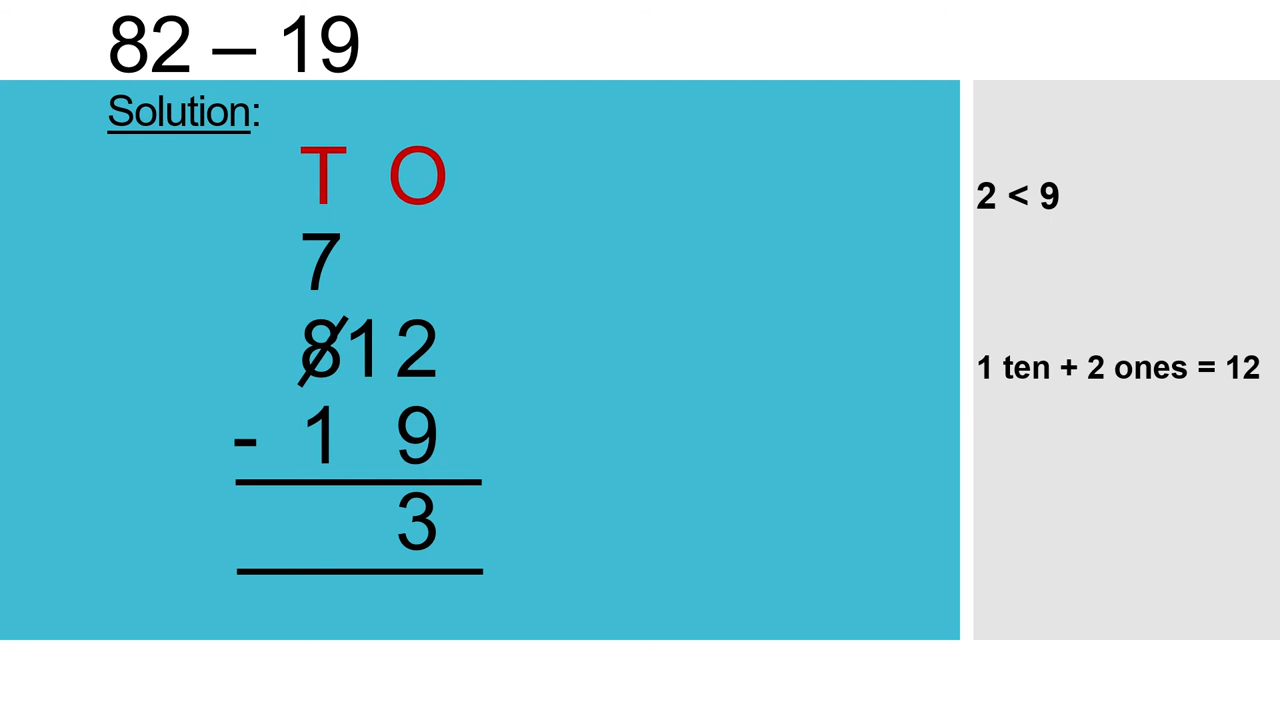 82 – 19
Solution:
T O
7
812
- 1 9
3
2 < 9
1 ten + 2 ones = 12